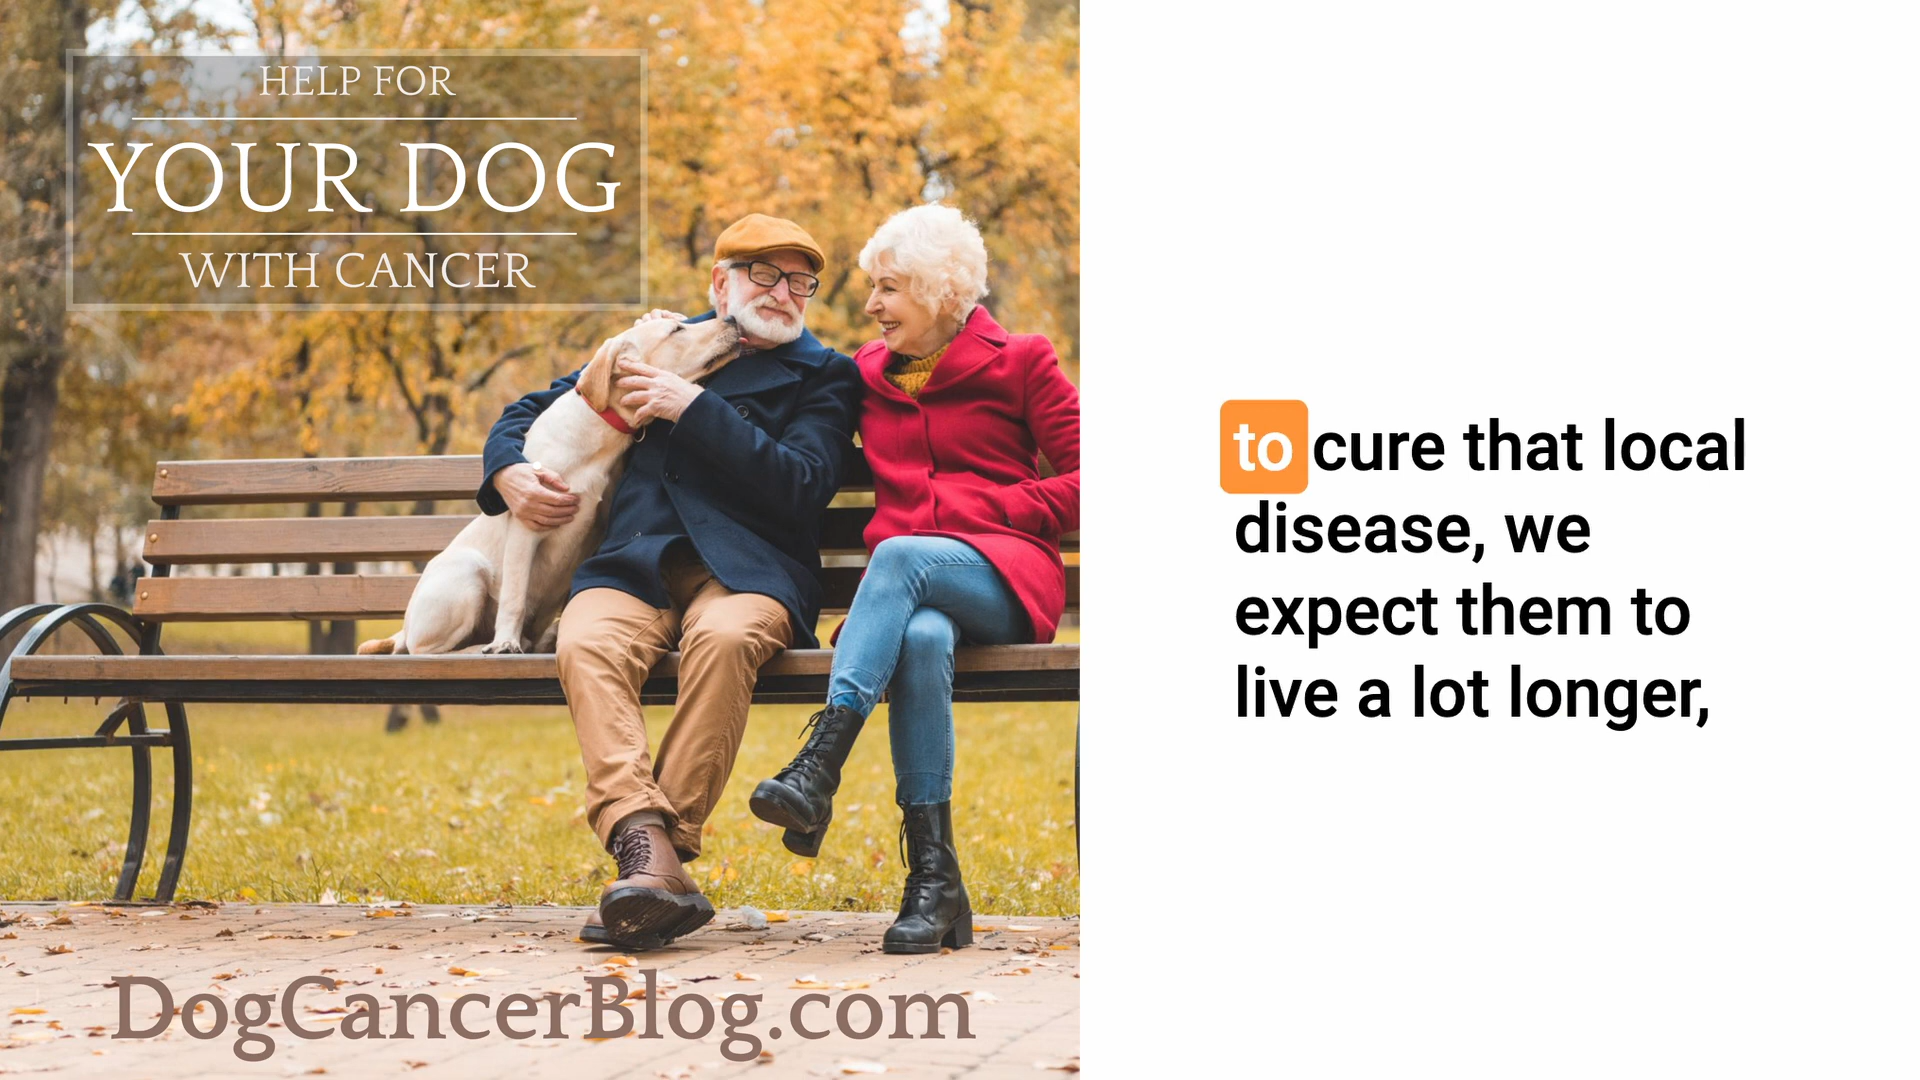 HELP FOR
YOUR DOG
WITH CANCER
DogCancerBlog.com
to cure that local
disease, we
expect them to
live a lot longer,